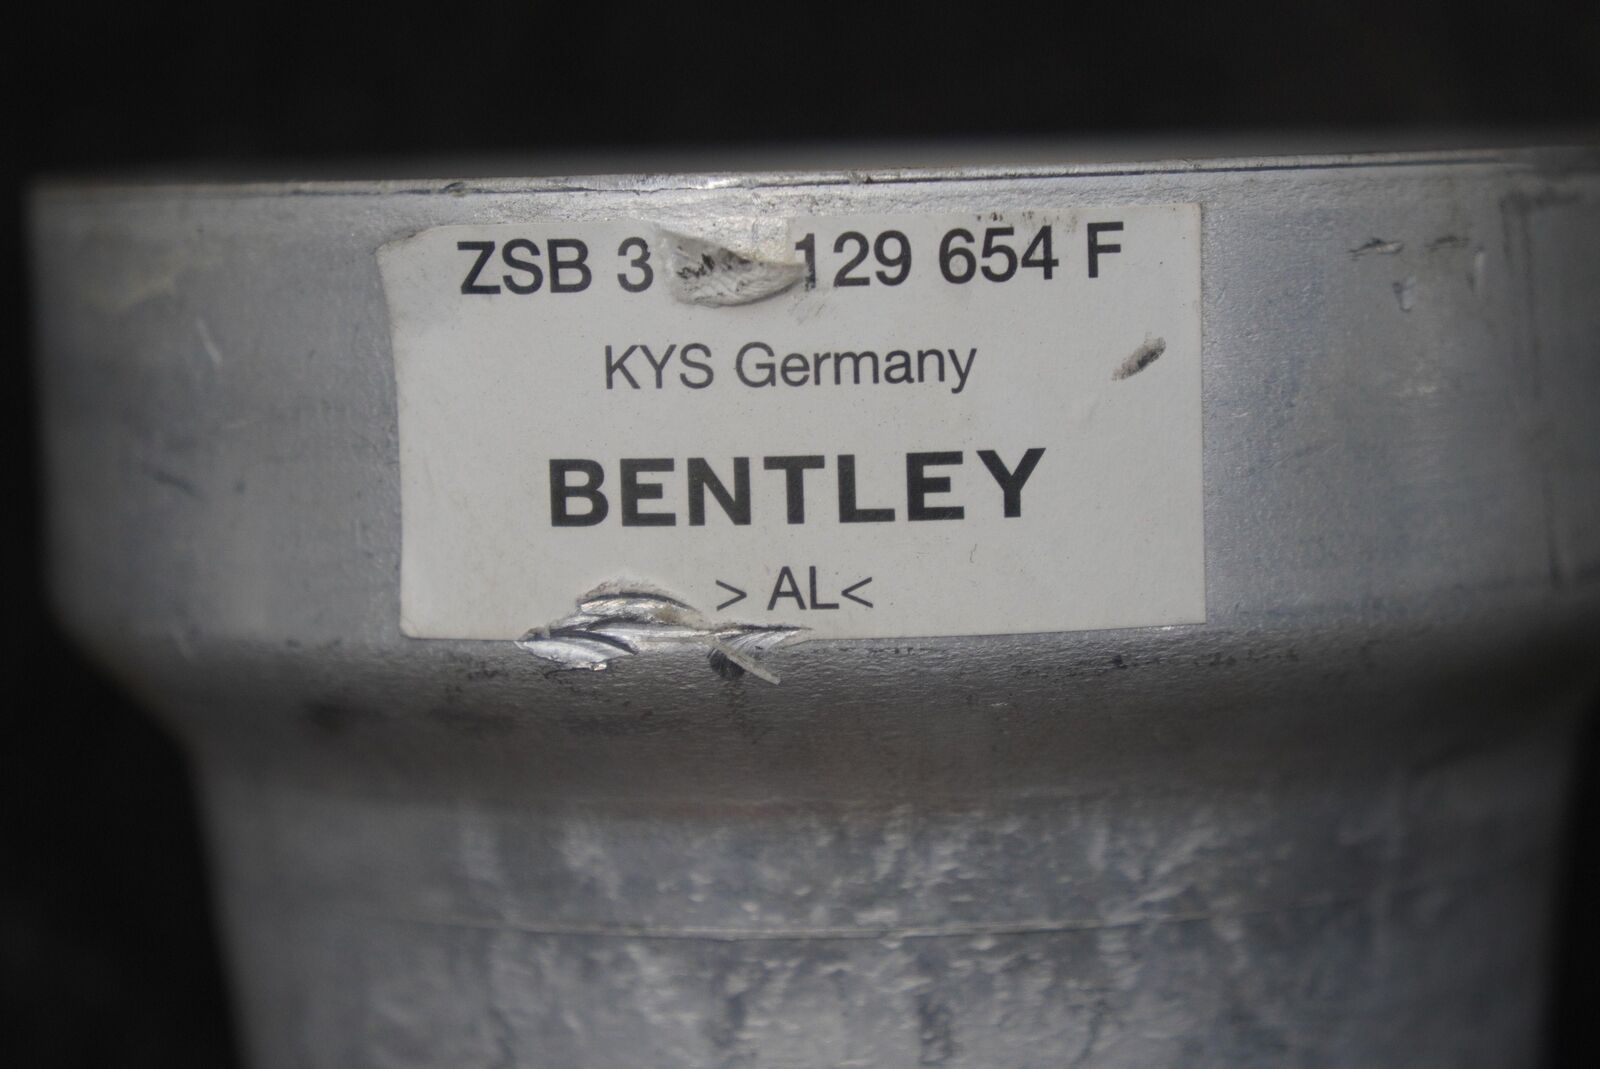 ZSB 3 129 654 F
KYS Germany
BENTLEY
> AL<